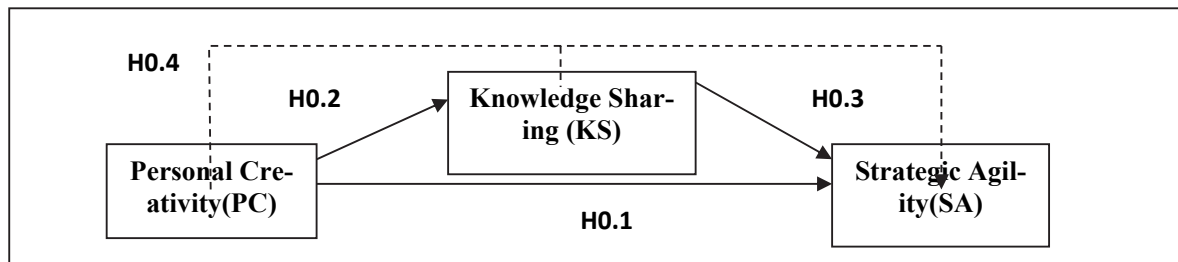 H0.4
H0.2
Knowledge Shar-
ing (KS)
H0.3
Personal Cre-
ativity(PC)
Strategic Agil-
ity(SA)
H0.1